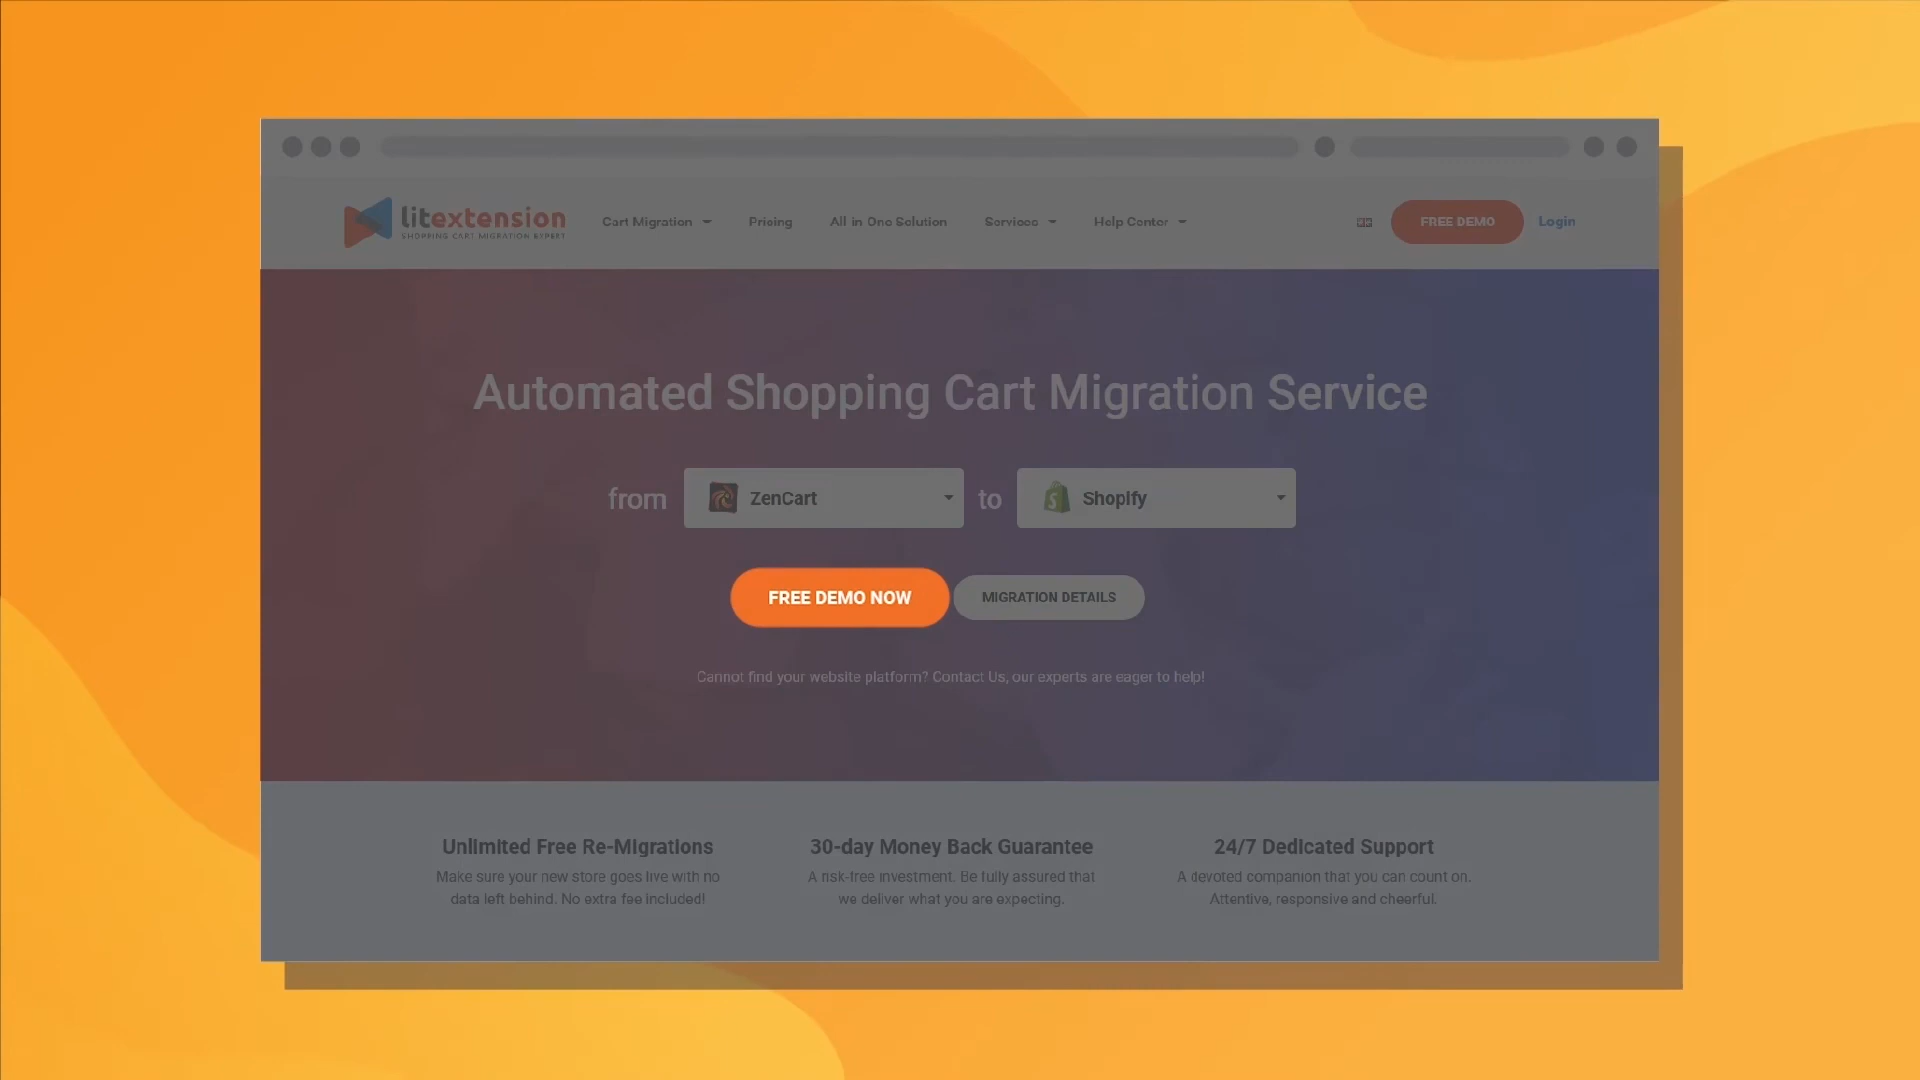 litextension
SHOPPING CART MIGRATION EXPERT
Cart Migration
Pricing
All-in-One Solution
Services
Help Center
FREE DEMO
Login
Automated Shopping Cart Migration Service
from
ZenCart
to
Shopify
FREE DEMO NOW
MIGRATION DETAILS
Cannot find your website platform? Contact Us, our experts are eager to help!
Unlimited Free Re-Migrations
Make sure your new store goes live with no
data left behind. No extra fee included!
30-day Money Back Guarantee
A risk-free investment. Be fully assured that
we deliver what you are expecting.
24/7 Dedicated Support
A devoted companion that you can count on.
Attentive, responsive and cheerful.